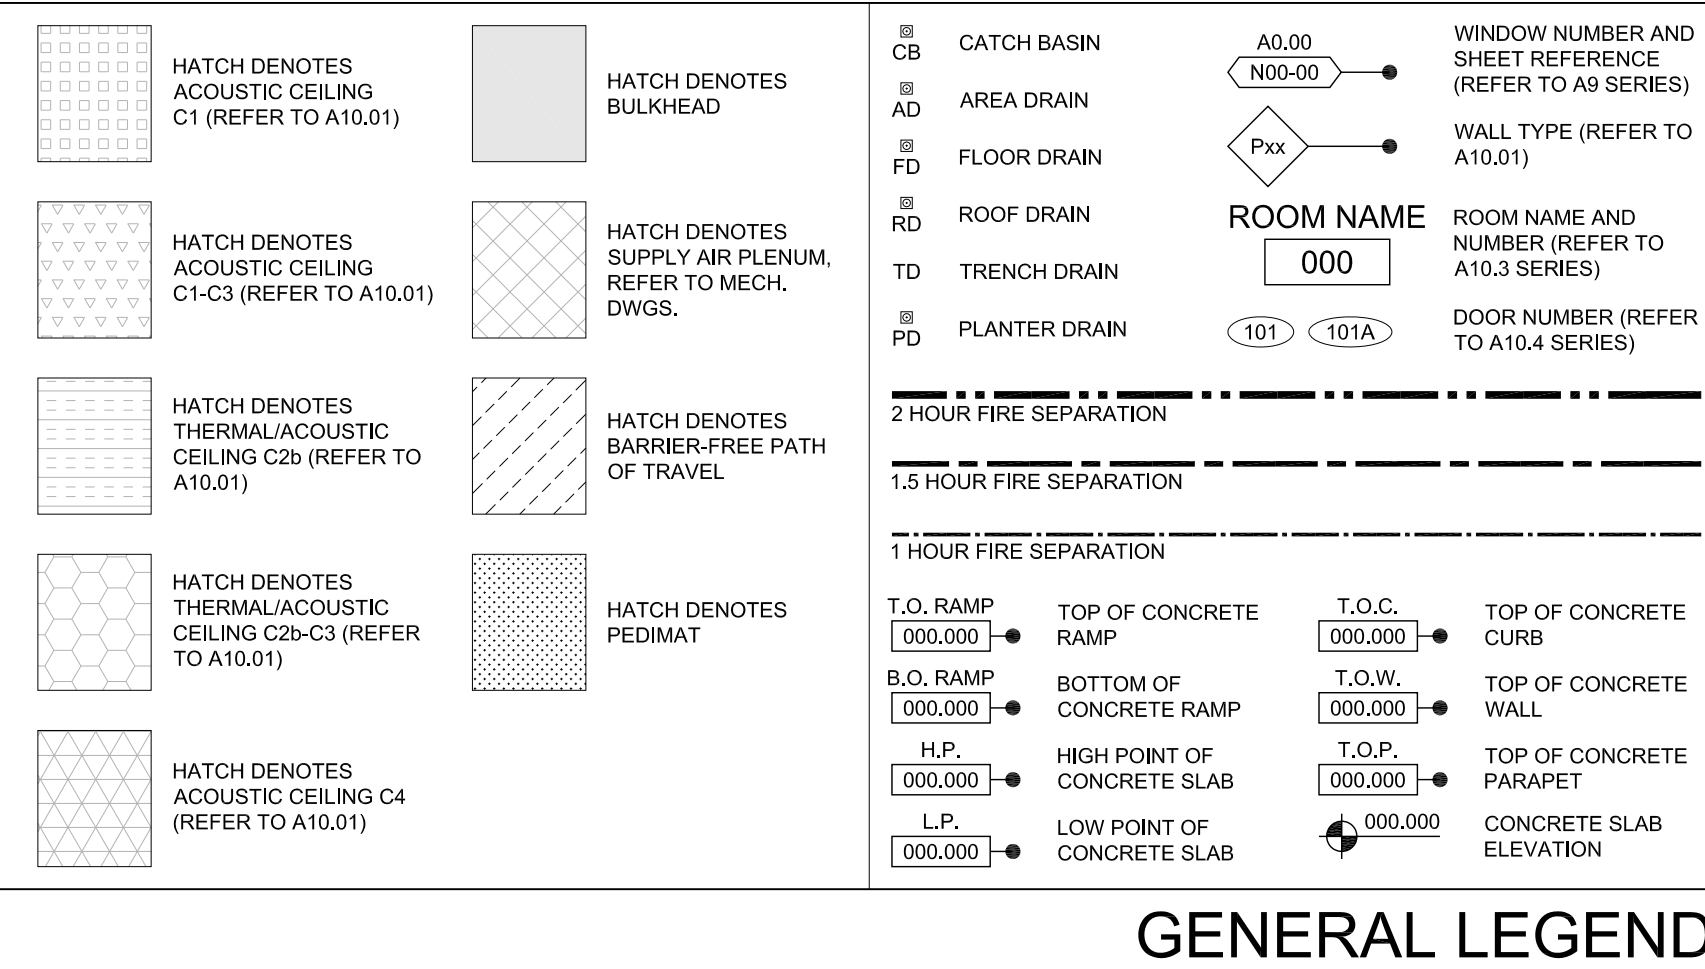 HATCH DENOTES
ACOUSTIC CEILING
C1 (REFER TO A10.01)
HATCH DENOTES
ACOUSTIC CEILING
C1-C3 (REFER TO A10.01)
HATCH DENOTES
THERMAL/ACOUSTIC
CEILING C2b (REFER TO
A10.01)
HATCH DENOTES
THERMAL/ACOUSTIC
CEILING C2b-C3 (REFER
TO A10.01)
HATCH DENOTES
ACOUSTIC CEILING C4
(REFER TO A10.01)
HATCH DENOTES
BULKHEAD
HATCH DENOTES
SUPPLY AIR PLENUM,
REFER TO MECH.
DWGS.
HATCH DENOTES
BARRIER-FREE PATH
OF TRAVEL
HATCH DENOTES
PEDIMAT
CB CATCH BASIN
AD AREA DRAIN
FD FLOOR DRAIN
RD ROOF DRAIN
TD TRENCH DRAIN
PD PLANTER DRAIN
A0.00
N00-00
WINDOW NUMBER AND
SHEET REFERENCE
(REFER TO A9 SERIES)
Pxx
WALL TYPE (REFER TO
A10.01)
ROOM NAME
000
ROOM NAME AND
NUMBER (REFER TO
A10.3 SERIES)
101 101A
DOOR NUMBER (REFER
TO A10.4 SERIES)
2 HOUR FIRE SEPARATION
1.5 HOUR FIRE SEPARATION
1 HOUR FIRE SEPARATION
T.O. RAMP
000.000
TOP OF CONCRETE
RAMP
B.O. RAMP
000.000
BOTTOM OF
CONCRETE RAMP
H.P.
000.000
HIGH POINT OF
CONCRETE SLAB
L.P.
000.000
LOW POINT OF
CONCRETE SLAB
T.O.C.
000.000
TOP OF CONCRETE
CURB
T.O.W.
000.000
TOP OF CONCRETE
WALL
T.O.P.
000.000
TOP OF CONCRETE
PARAPET
000.000
CONCRETE SLAB
ELEVATION
GENERAL LEGEND